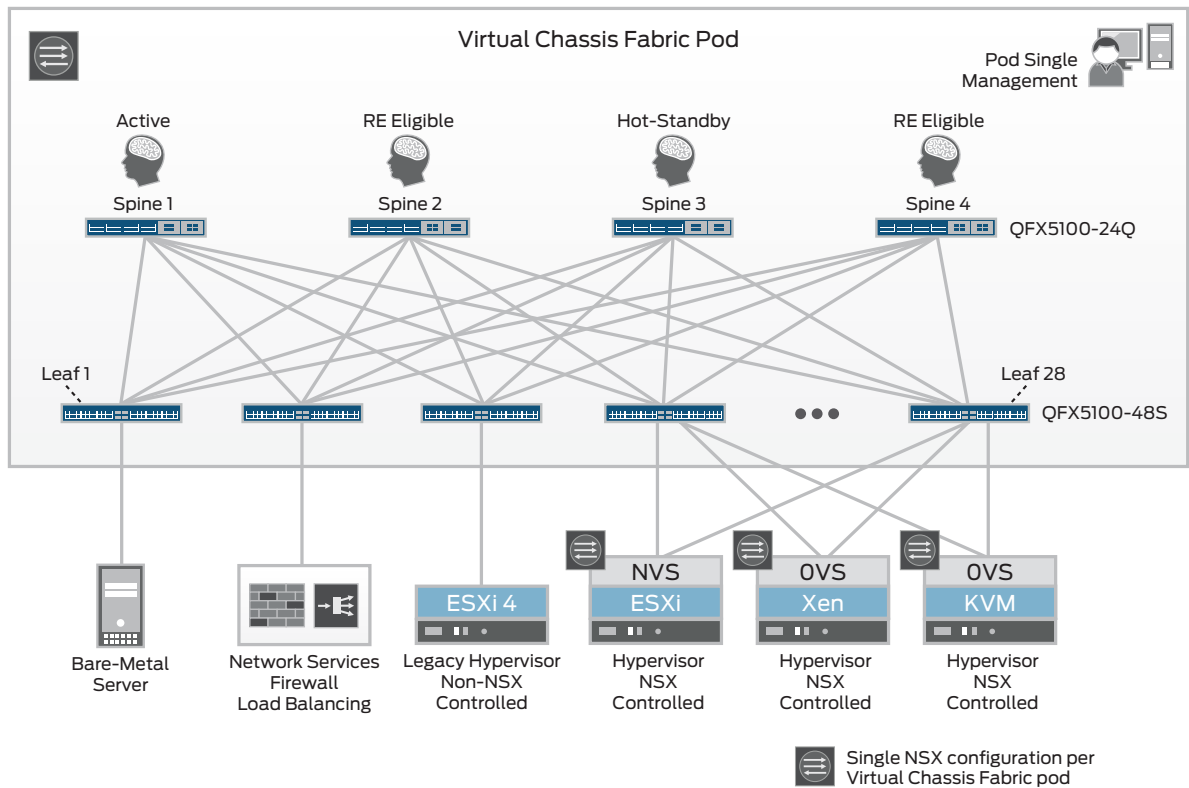 Virtual Chassis Fabric Pod
Pod Single
Management
Active
RE Eligible
Hot-Standby
RE Eligible
Spine 1
Spine 2
Spine 3
Spine 4
QFX5100-24Q
Leaf 1
Leaf 28
QFX5100-48S
NVS
0VS
0VS
ESXi 4
ESXi
Xen
KVM
Bare-Metal
Server
Network Services
Firewall
Load Balancing
Legacy Hypervisor
Non-NSX
Controlled
Hypervisor
NSX
Controlled
Hypervisor
NSX
Controlled
Hypervisor
NSX
Controlled
Single NSX configuration per
Virtual Chassis Fabric pod